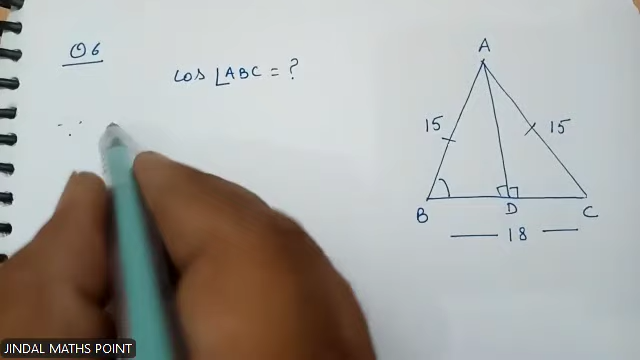 Q6
Cos ∠ABC = ?
∵
A
15
15
B
D
C
18
JINDAL MATHS POINT